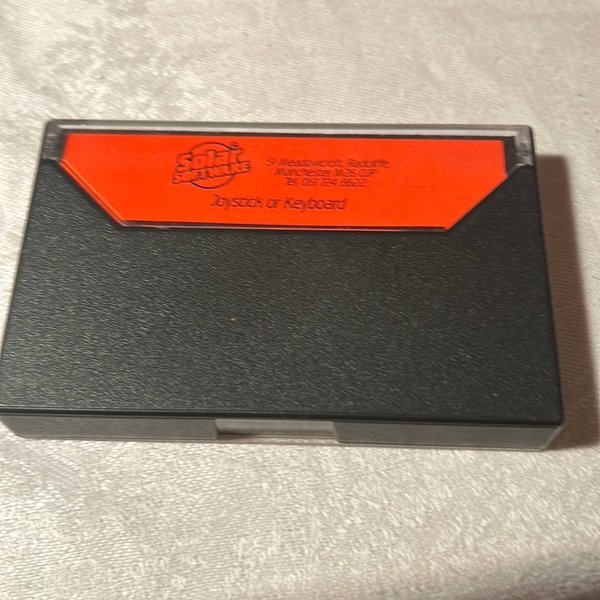 Solar
SOFTWARE
51 Meadowcroft, Radcliffe,
Manchester M26 0JP
Tel. 061 724 8622
Joystick or Keyboard